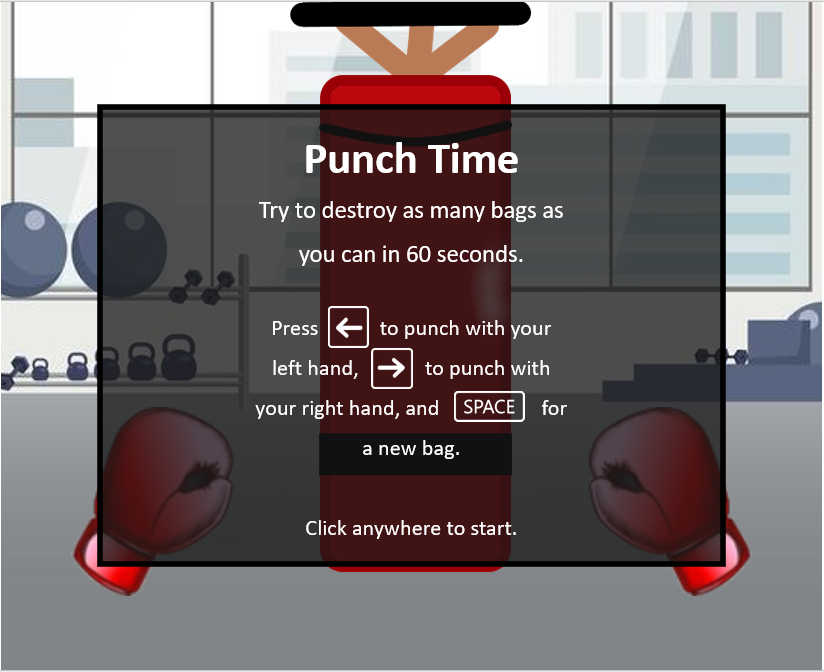 Punch Time
Try to destroy as many bags as
you can in 60 seconds.
Press ← to punch with your
left hand, → to punch with
your right hand, and SPACE for
a new bag.
Click anywhere to start.